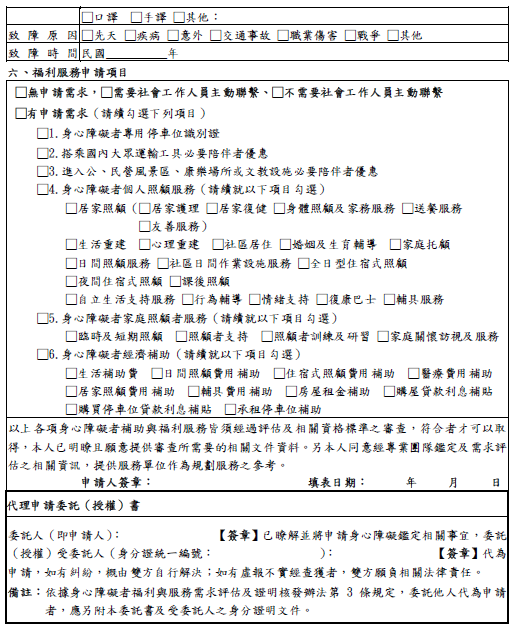 □口譯 □手譯 □其他：
致障原因 □先天 □疾病 □意外 □交通事故 □職業傷害 □戰爭 □其他
致障時間 民國＿＿＿＿＿年
六、福利服務申請項目
□無申請需求，□需要社會工作人員主動聯繫、□不需要社會工作人員主動聯繫
□有申請需求（請續勾選下列項目）
□1.身心障礙者專用停車位識別證
□2.搭乘國內大眾運輸工具必要陪伴者優惠
□3.進入公、民營風景區、康樂場所或文教設施必要陪伴者優惠
□4.身心障礙者個人照顧服務（請續就以下項目勾選）
□居家照顧（□居家護理 □居家復健 □身體照顧及家務服務 □送餐服務
□友善服務）
□生活重建 □心理重建 □社區居住 □婚姻及生育輔導 □家庭托顧
□日間照顧服務 □社區日間作業設施服務 □全日型住宿式照顧
□夜間住宿式照顧 □課後照顧
□自立生活支持服務 □行為輔導 □情緒支持 □復康巴士 □輔具服務
□5.身心障礙者家庭照顧者服務（請續就以下項目勾選）
□臨時及短期照顧 □照顧者支持 □照顧者訓練及研習 □家庭關懷訪視及服務
□6.身心障礙者經濟補助（請續就以下項目勾選）
□生活補助費 □日間照顧費用補助 □住宿式照顧費用補助 □醫療費用補助
□居家照顧費用補助 □輔具費用補助 □房屋租金補助 □購屋貸款利息補貼
□購買停車位貸款利息補貼 □承租停車位補助
以上各項身心障礙者補助與福利服務皆須經過評估及相關資格標準之審查，符合者才可以取
得，本人已明瞭且願意提供審查所需要的相關文件資料。另本人同意經專業團隊鑑定及需求評
估之相關資訊，提供服務單位作為規劃服務之參考。
申請人簽章： 填表日期： 年 月 日
代理申請委託（授權）書
委託人（即申請人）： 【簽章】已瞭解並將申請身心障礙鑑定相關事宜，委託
（授權）受委託人（身分證統一編號： ）： 【簽章】代為
申請，如有糾紛，概由雙方自行解決；如有虛報不實經查獲者，雙方願負相關法律責任。
備註：依據身心障礙者福利與服務需求評估及證明核發辦法第 3 條規定，委託他人代為申請
者，應另附本委託書及受委託人之身分證明文件。